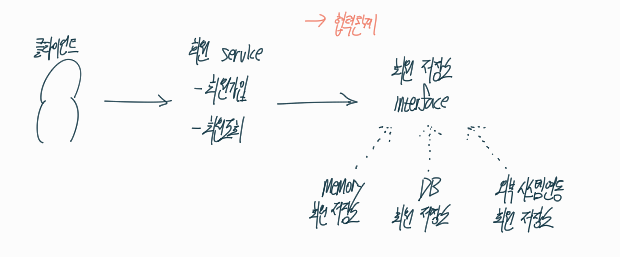 → 협력관계
클라이언트
회원 service
- 회원가입
- 회원조회
회원 저장소
interface
memory
회원 저장소
DB
회원 저장소
외부 시스템연동
회원 저장소